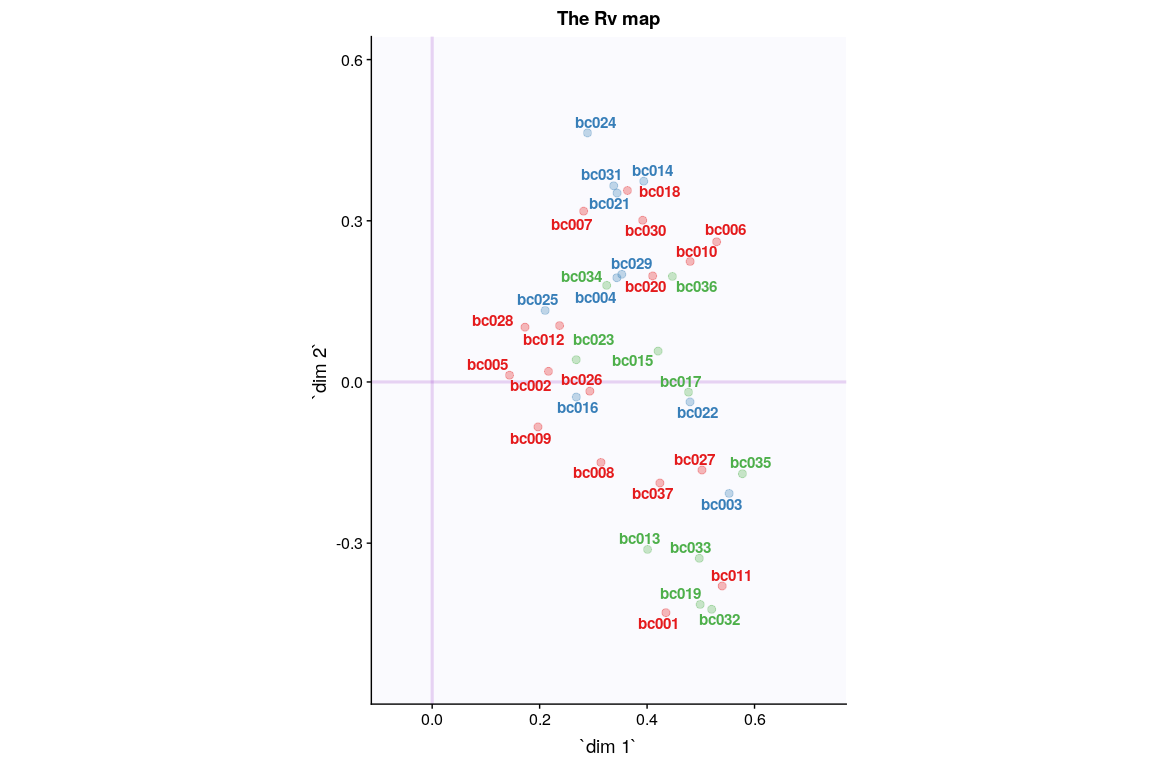 The Rv map
0.6
bc024
bc031 bc014
bc018
bc021
0.3
bc007
bc030 bc006
bc010
bc029
bc034
bc020 bc036
bc004
bc025
bc028
bc012 bc023
bc015
bc005
bc026 bc017
0.0
bc002
bc016 bc022
bc009
bc027 bc035
bc008
bc037
bc003
bc013
-0.3
bc033
bc011
bc019
bc032
bc001
`dim 2`
0.0 0.2 0.4 0.6
`dim 1`